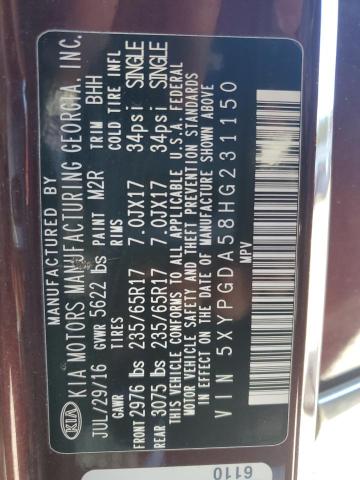 MANUFACTURED BY
KIA KIA MOTORS MANUFACTURING GEORGIA, INC.
JUL/29/16 GVWR 5622 lbs PAINT M2R TRIM BHH
GAWR TIRES RIMS COLD TIRE INFL
FRONT 2976 lbs 235/65R17 7.0JX17 34psi SINGLE
REAR 3075 lbs 235/65R17 7.0JX17 34psi SINGLE
THIS VEHICLE CONFORMS TO ALL APPLICABLE U.S.A. FEDERAL
MOTOR VEHICLE SAFETY AND THEFT PREVENTION STANDARDS
IN EFFECT ON THE DATE OF MANUFACTURE SHOWN ABOVE.
VIN 5XYPGDA58HG231150
MPV
6110